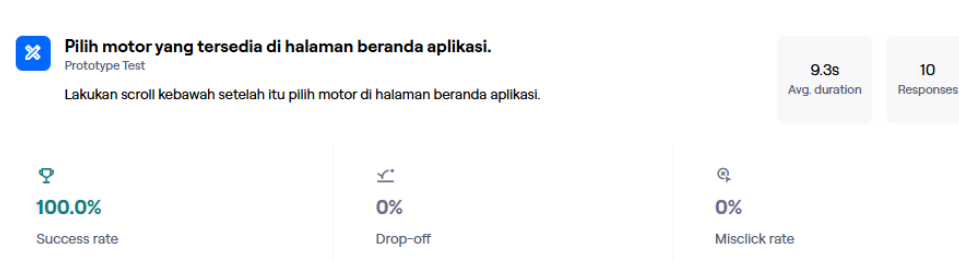 Pilih motor yang tersedia di halaman beranda aplikasi.
Prototype Test
Lakukan scroll kebawah setelah itu pilih motor di halaman beranda aplikasi.
9.3s
Avg. duration
10
Responses
100.0%
Success rate
0%
Drop-off
0%
Misclick rate